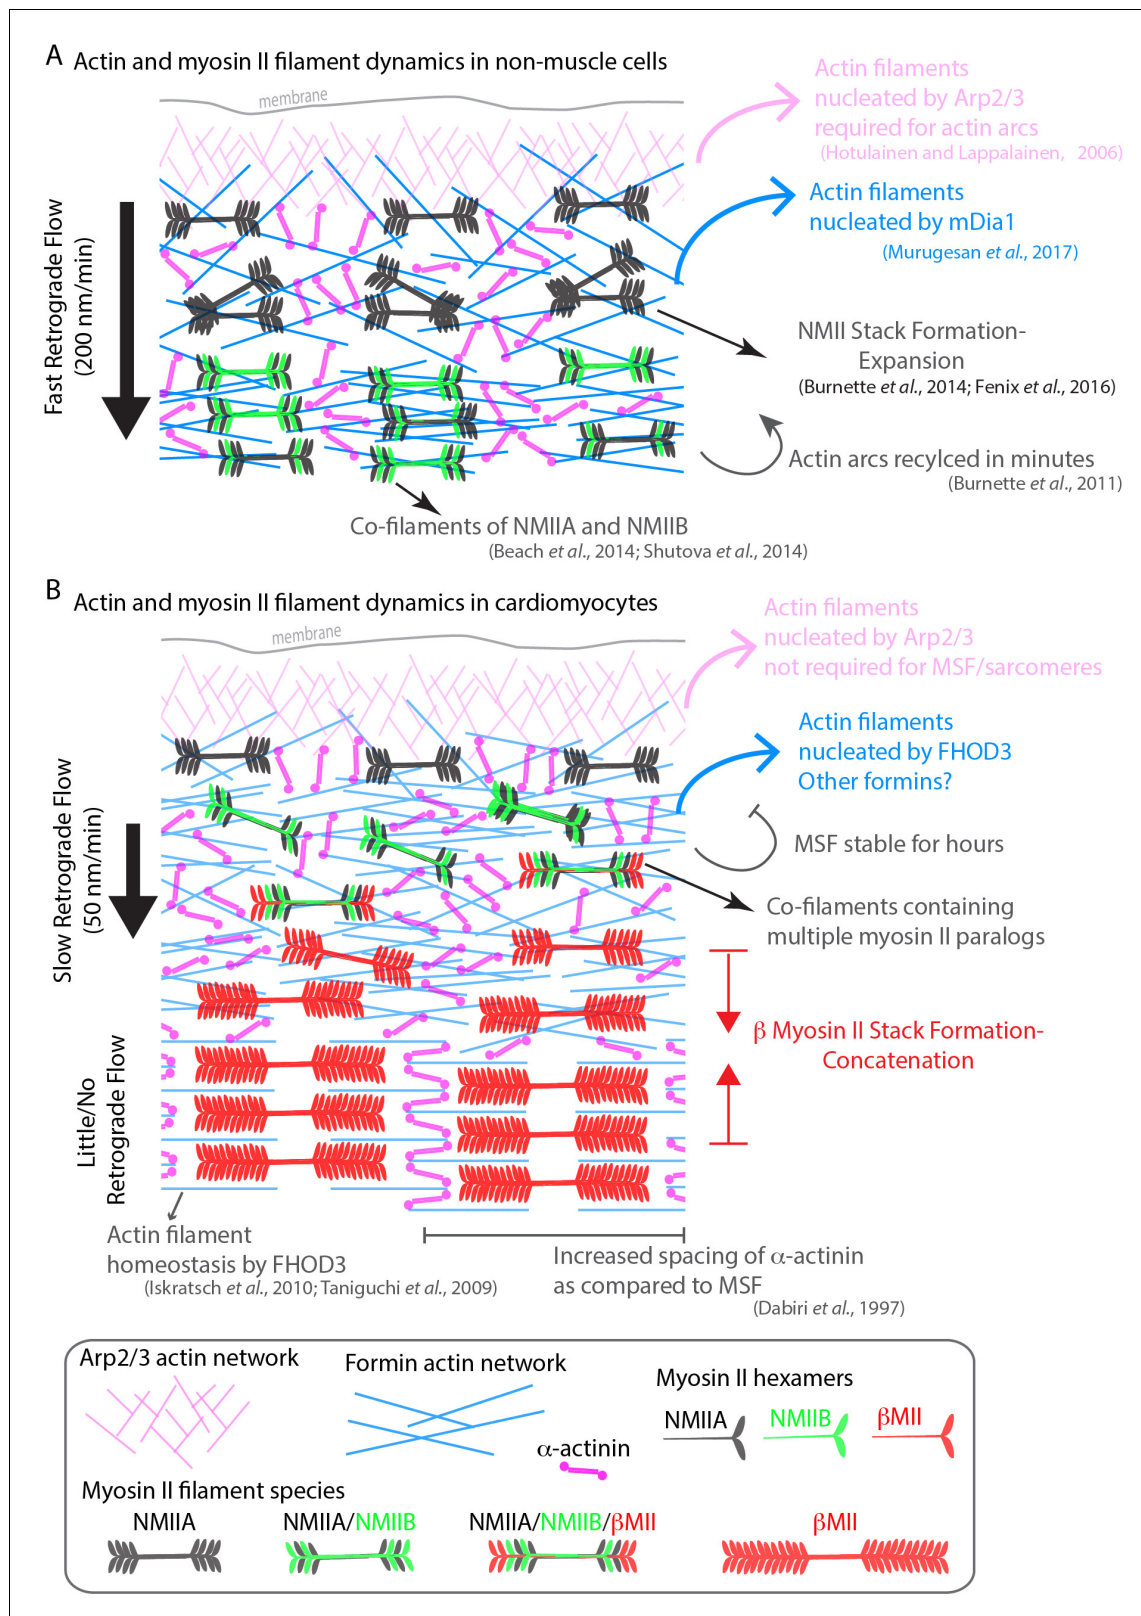 A Actin and myosin II filament dynamics in non-muscle cells
membrane
Actin filaments
nucleated by Arp2/3
required for actin arcs
(Hotulainen and Lappalainen, 2006)
Actin filaments
nucleated by mDia1
(Murugesan et al., 2017)
Fast Retrograde Flow
(200 nm/min)
NMII Stack Formation-
Expansion
(Burnette et al., 2014; Fenix et al., 2016)
Actin arcs recylced in minutes
(Burnette et al., 2011)
Co-filaments of NMIIA and NMIIB
(Beach et al., 2014; Shutova et al., 2014)
B Actin and myosin II filament dynamics in cardiomyocytes
membrane
Actin filaments
nucleated by Arp2/3
not required for MSF/sarcomeres
Actin filaments
nucleated by FHOD3
Other formins?
Slow Retrograde Flow
(50 nm/min)
MSF stable for hours
Co-filaments containing
multiple myosin II paralogs
β Myosin II Stack Formation-
Concatenation
Little/No
Retrograde Flow
Actin filament
homeostasis by FHOD3
(Iskratsch et al., 2010; Taniguchi et al., 2009)
Increased spacing of α-actinin
as compared to MSF
(Dabiri et al., 1997)
Arp2/3 actin network
Formin actin network
Myosin II hexamers
NMIIA NMIIB βMII
α-actinin
Myosin II filament species
NMIIA NMIIA/NMIIB NMIIA/NMIIB/βMII βMII